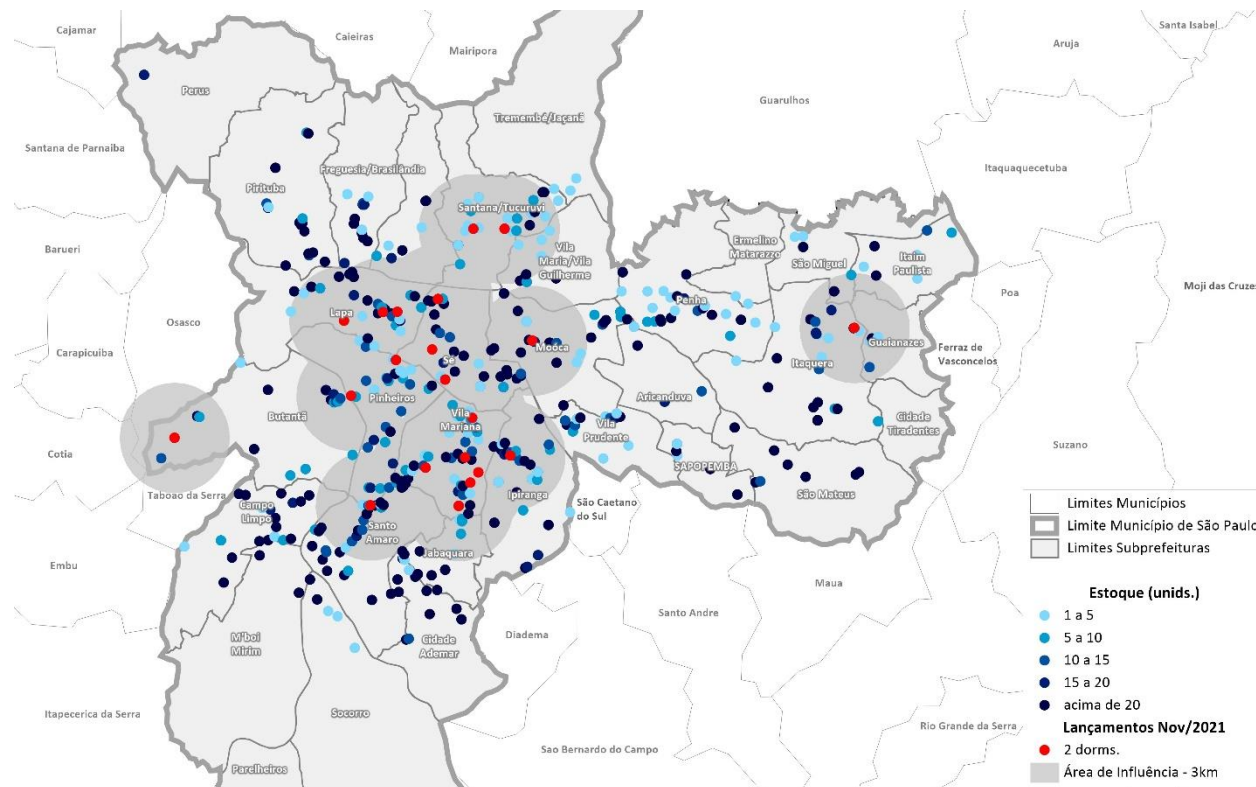 Cajamar
Caieiras
Mairipora
Santa Isabel
Aruja
Guarulhos
Perus
Tremembé/Jaçanã
Santana de Parnaiba
Itaquaquecetuba
Freguesia/Brasilândia
Pirituba
Santana/Tucuruvi
Barueri
Vila
Maria/Vila
Guilherme
Ermelino
Matarazzo
São Miguel
Itaim
Paulista
Poa
Moji das Cruzes
Osasco
Lapa
Penha
Carapicuiba
Mooca
Guaianazes
Ferraz de
Vasconcelos
Sé
Itaquera
Butantã
Pinheiros
Aricanduva
Vila
Mariana
Vila
Prudente
Cidade
Tiradentes
Cotia
Suzano
SAPOPEMBA
São Mateus
Taboao da Serra
Campo
Limpo
Ipiranga
São Caetano
do Sul
Santo
Amaro
Jabaquara
Embu
Maua
Santo Andre
M'boi
Mirim
Cidade
Ademar
Diadema
Itapecerica da Serra
Socorro
Rio Grande da Serra
Sao Bernardo do Campo
Parelheiros
Limites Municípios
Limite Município de São Paulo
Limites Subprefeituras
Estoque (unids.)
1 a 5
5 a 10
10 a 15
15 a 20
acima de 20
Lançamentos Nov/2021
2 dorms.
Área de Influência - 3km